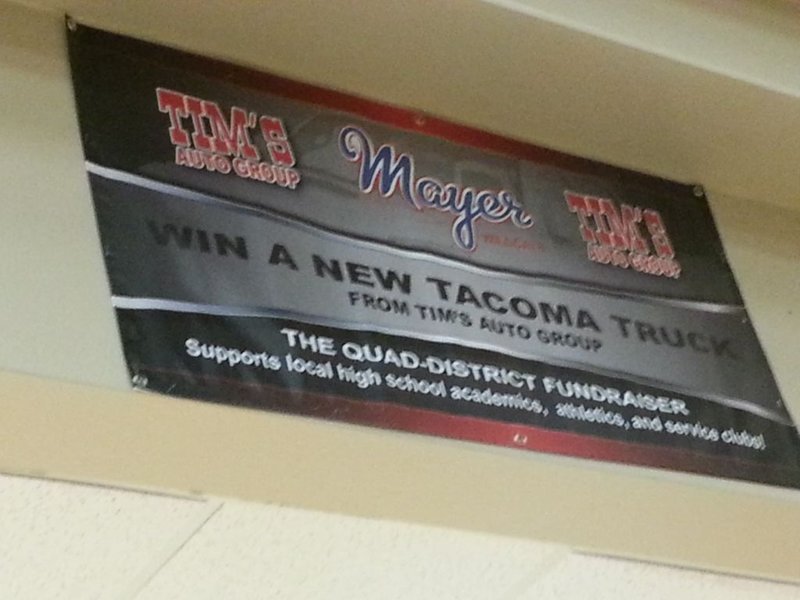 TIM'S
AUTO GROUP
Mayer
TIM'S
AUTO GROUP
WIN A NEW TACOMA TRUCK
FROM TIM'S AUTO GROUP
THE QUAD-DISTRICT FUNDRAISER
Supports local high school academics, athletics, and service clubs!